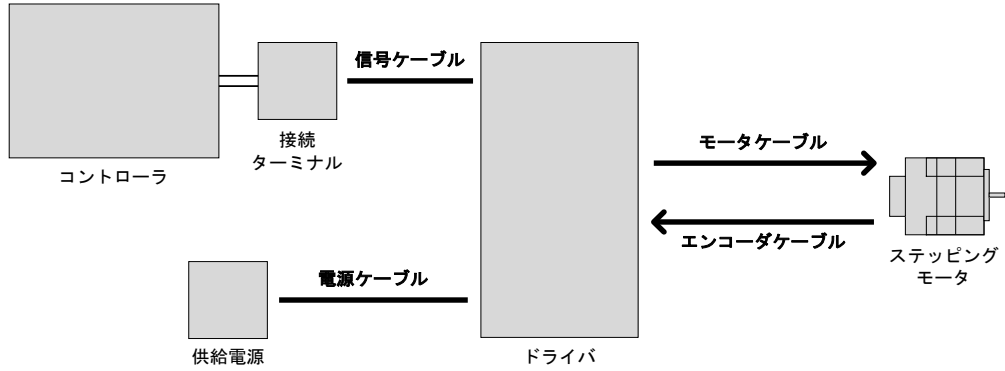 信号ケーブル
接続
ターミナル
コントローラ
モータケーブル
エンコーダケーブル
ステッピング
モータ
電源ケーブル
供給電源
ドライバ